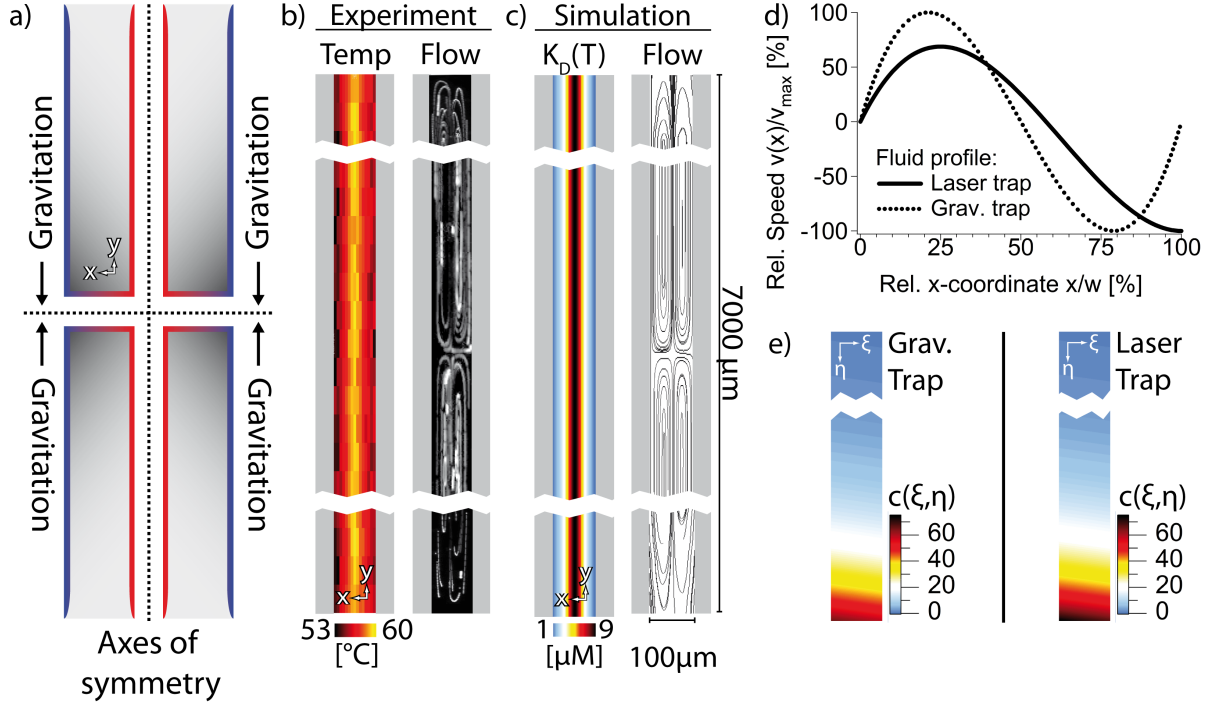 a)
Gravitation
Gravitation
Gravitation
Gravitation
y
x
Axes of
symmetry
b)
Experiment
Temp
Flow
y
x
53
60
[°C]
c)
Simulation
K_D(T)
Flow
y
x
1
9
[µM]
7000 µm
100µm
d)
Rel. Speed v(x)/v_max [%]
100
50
0
-50
-100
Fluid profile:
Laser trap
Grav. trap
0
25
50
75
100
Rel. x-coordinate x/w [%]
e)
ξ
η
Grav.
Trap
c(ξ,η)
60
40
20
0
ξ
η
Laser
Trap
c(ξ,η)
60
40
20
0